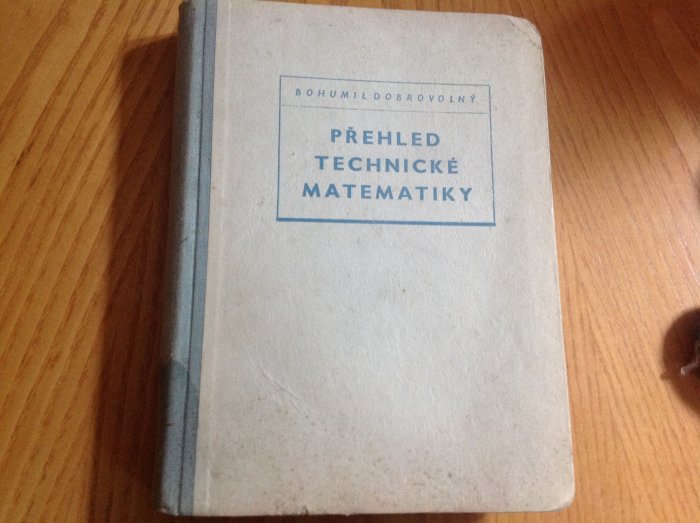 BOHUMIL DOBROVOLNÝ
PŘEHLED
TECHNICKÉ
MATEMATIKY